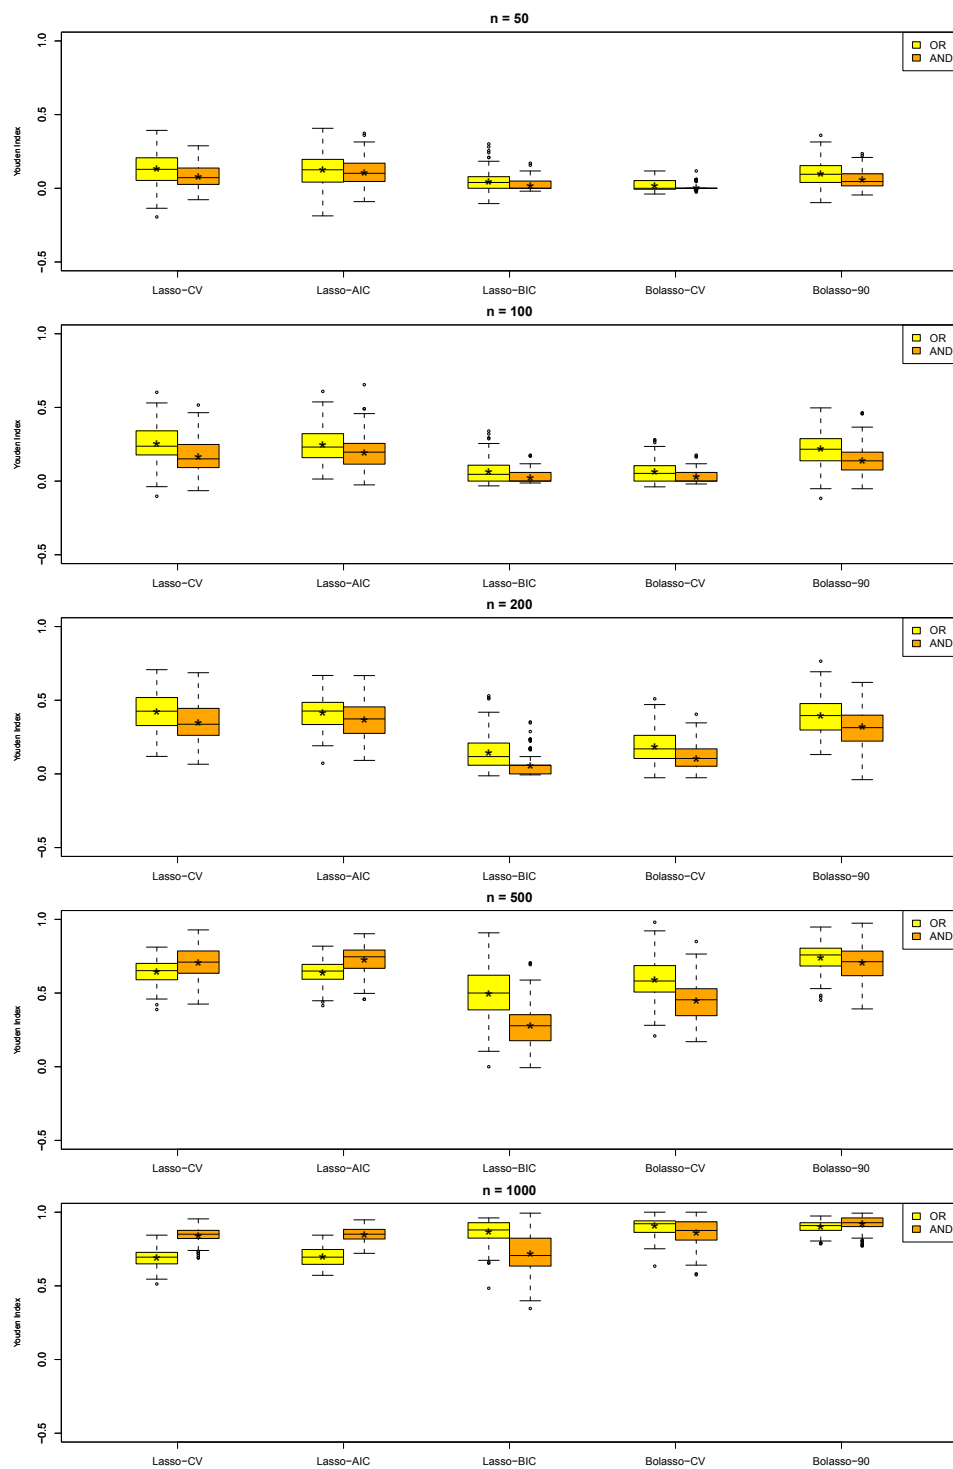 n = 50
OR
AND
Youden Index
1.0
0.5
0.0
−0.5
Lasso−CV Lasso−AIC Lasso−BIC Bolasso−CV Bolasso−90
n = 100
OR
AND
Youden Index
1.0
0.5
0.0
−0.5
Lasso−CV Lasso−AIC Lasso−BIC Bolasso−CV Bolasso−90
n = 200
OR
AND
Youden Index
1.0
0.5
0.0
−0.5
Lasso−CV Lasso−AIC Lasso−BIC Bolasso−CV Bolasso−90
n = 500
OR
AND
Youden Index
1.0
0.5
0.0
−0.5
Lasso−CV Lasso−AIC Lasso−BIC Bolasso−CV Bolasso−90
n = 1000
OR
AND
Youden Index
1.0
0.5
0.0
−0.5
Lasso−CV Lasso−AIC Lasso−BIC Bolasso−CV Bolasso−90